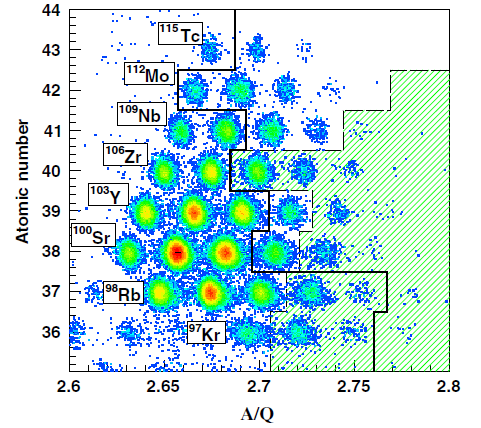 44
43
42
41
40
39
38
37
36
Atomic number
¹¹⁵Tc
¹¹²Mo
¹⁰⁹Nb
¹⁰⁶Zr
¹⁰³Y
¹⁰⁰Sr
⁹⁸Rb
⁹⁷Kr
2.6 2.65 2.7 2.75 2.8
A/Q